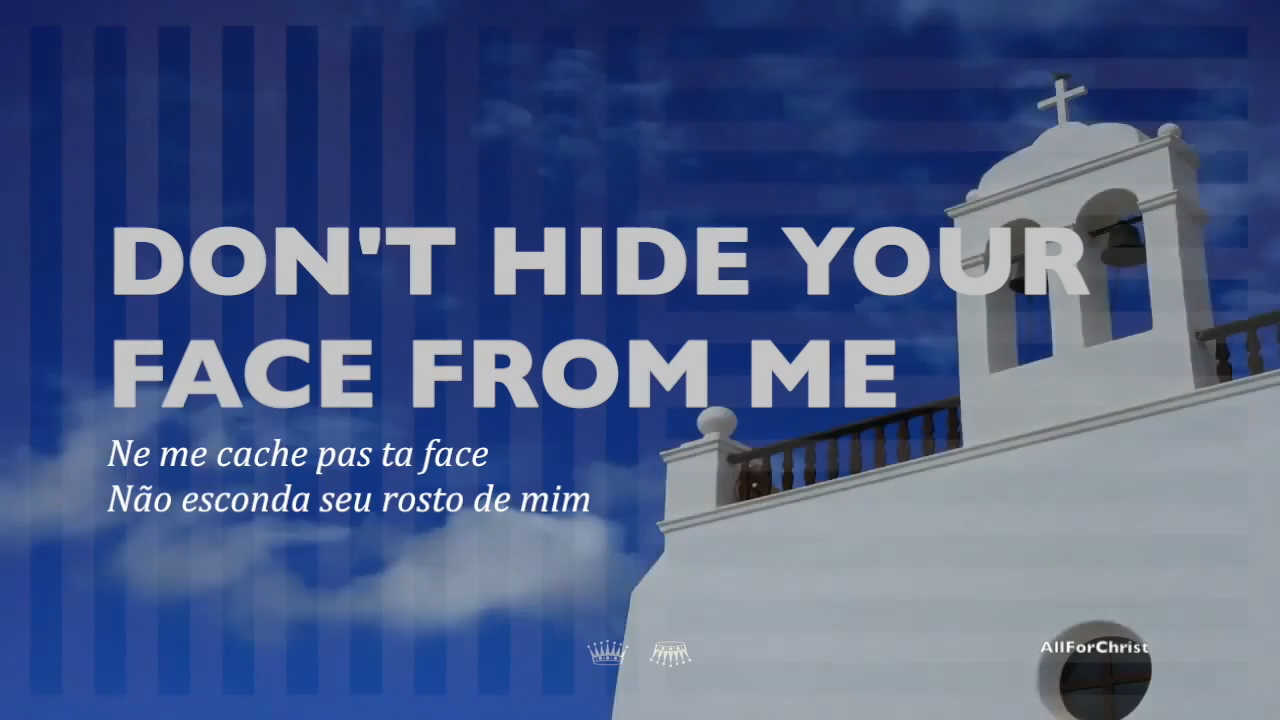 DON'T HIDE YOUR
FACE FROM ME
Ne me cache pas ta face
Não esconda seu rosto de mim
AllForChrist